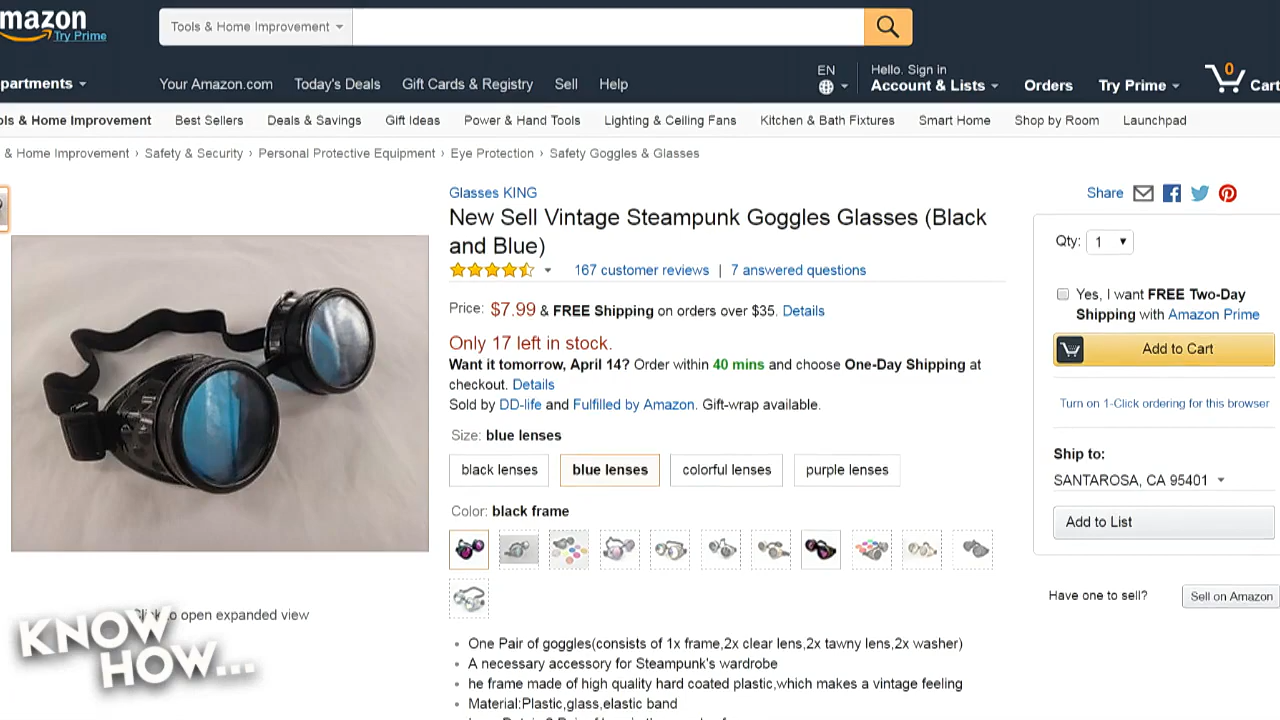 mazon
Try Prime
Tools & Home Improvement
partments
Your Amazon.com Today's Deals Gift Cards & Registry Sell Help
EN
Hello. Sign in
Account & Lists
Orders
Try Prime
0
Cart
ols & Home Improvement Best Sellers Deals & Savings Gift Ideas Power & Hand Tools Lighting & Ceiling Fans Kitchen & Bath Fixtures Smart Home Shop by Room Launchpad
& Home Improvement › Safety & Security › Personal Protective Equipment › Eye Protection › Safety Goggles & Glasses
Glasses KING
New Sell Vintage Steampunk Goggles Glasses (Black
and Blue)
167 customer reviews | 7 answered questions
Price: $7.99 & FREE Shipping on orders over $35. Details
Only 17 left in stock.
Want it tomorrow, April 14? Order within 40 mins and choose One-Day Shipping at
checkout. Details
Sold by DD-life and Fulfilled by Amazon. Gift-wrap available.
Size: blue lenses
black lenses
blue lenses
colorful lenses
purple lenses
Color: black frame
One Pair of goggles(consists of 1x frame,2x clear lens,2x tawny lens,2x washer)
A necessary accessory for Steampunk's wardrobe
he frame made of high quality hard coated plastic,which makes a vintage feeling
Material:Plastic,glass,elastic band
Share
Qty: 1
Yes, I want FREE Two-Day
Shipping with Amazon Prime
Add to Cart
Turn on 1-Click ordering for this browser
Ship to:
SANTAROSA, CA 95401
Add to List
Have one to sell?
Sell on Amazon
Click to open expanded view
KNOW
HOW...